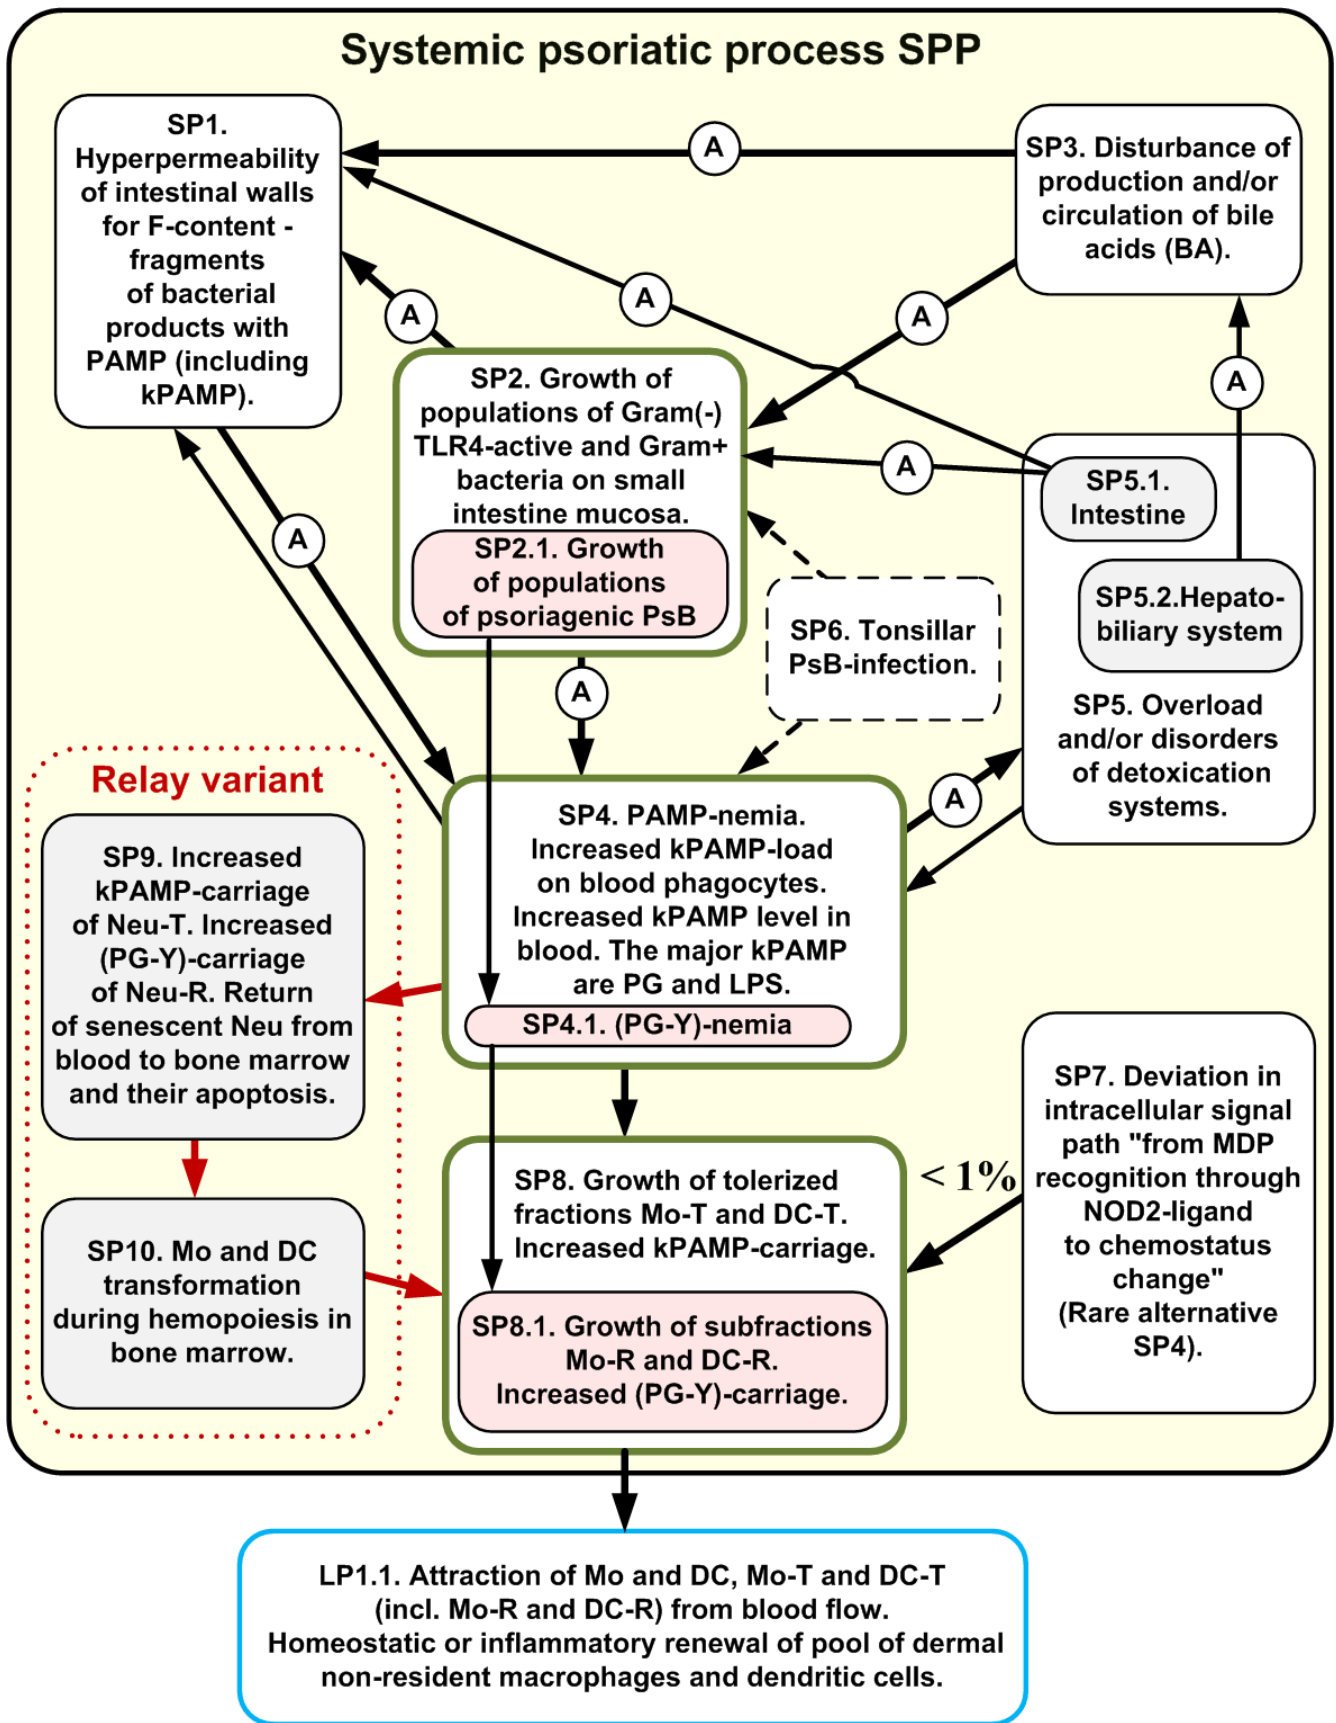 Systemic psoriatic process SPP
SP1.
Hyperpermeability
of intestinal walls
for F-content -
fragments
of bacterial
products with
PAMP (including
kPAMP).
A
SP3. Disturbance of
production and/or
circulation of bile
acids (BA).
A
A
A
A
SP2. Growth of
populations of Gram(-)
TLR4-active and Gram+
bacteria on small
intestine mucosa.
SP2.1. Growth
of populations
of psoriagenic PsB
A
SP5.1.
Intestine
SP5.2.Hepato-
biliary system
SP5. Overload
and/or disorders
of detoxication
systems.
A
SP6. Tonsillar
PsB-infection.
A
A
Relay variant
SP9. Increased
kPAMP-carriage
of Neu-T. Increased
(PG-Y)-carriage
of Neu-R. Return
of senescent Neu from
blood to bone marrow
and their apoptosis.
SP4. PAMP-nemia.
Increased kPAMP-load
on blood phagocytes.
Increased kPAMP level in
blood. The major kPAMP
are PG and LPS.
SP4.1. (PG-Y)-nemia
SP7. Deviation in
intracellular signal
path "from MDP
recognition through
NOD2-ligand
to chemostatus
change"
(Rare alternative
SP4).
< 1%
SP10. Mo and DC
transformation
during hemopoiesis in
bone marrow.
SP8. Growth of tolerized
fractions Mo-T and DC-T.
Increased kPAMP-carriage.
SP8.1. Growth of subfractions
Mo-R and DC-R.
Increased (PG-Y)-carriage.
LP1.1. Attraction of Mo and DC, Mo-T and DC-T
(incl. Mo-R and DC-R) from blood flow.
Homeostatic or inflammatory renewal of pool of dermal
non-resident macrophages and dendritic cells.